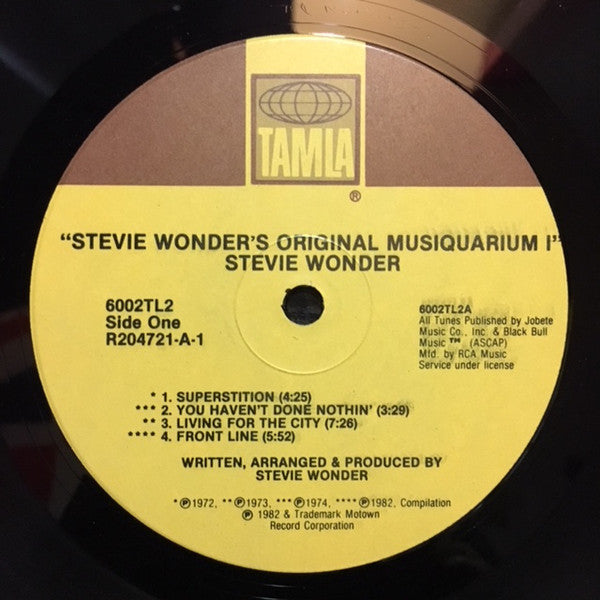 TAMLA
®
"STEVIE WONDER'S ORIGINAL MUSIQUARIUM I"
STEVIE WONDER
6002TL2
Side One
R204721-A-1
6002TL2A
All Tunes Published by Jobete
Music Co., Inc. & Black Bull
Music ™ (ASCAP)
Mfd. by RCA Music
Service under license
* 1. SUPERSTITION (4:25)
*** 2. YOU HAVEN'T DONE NOTHIN' (3:29)
** 3. LIVING FOR THE CITY (7:26)
**** 4. FRONT LINE (5:52)
WRITTEN, ARRANGED & PRODUCED BY
STEVIE WONDER
* ℗1972, **℗1973, ***℗1974, ****℗1982, Compilation
℗ 1982 & Trademark Motown
Record Corporation